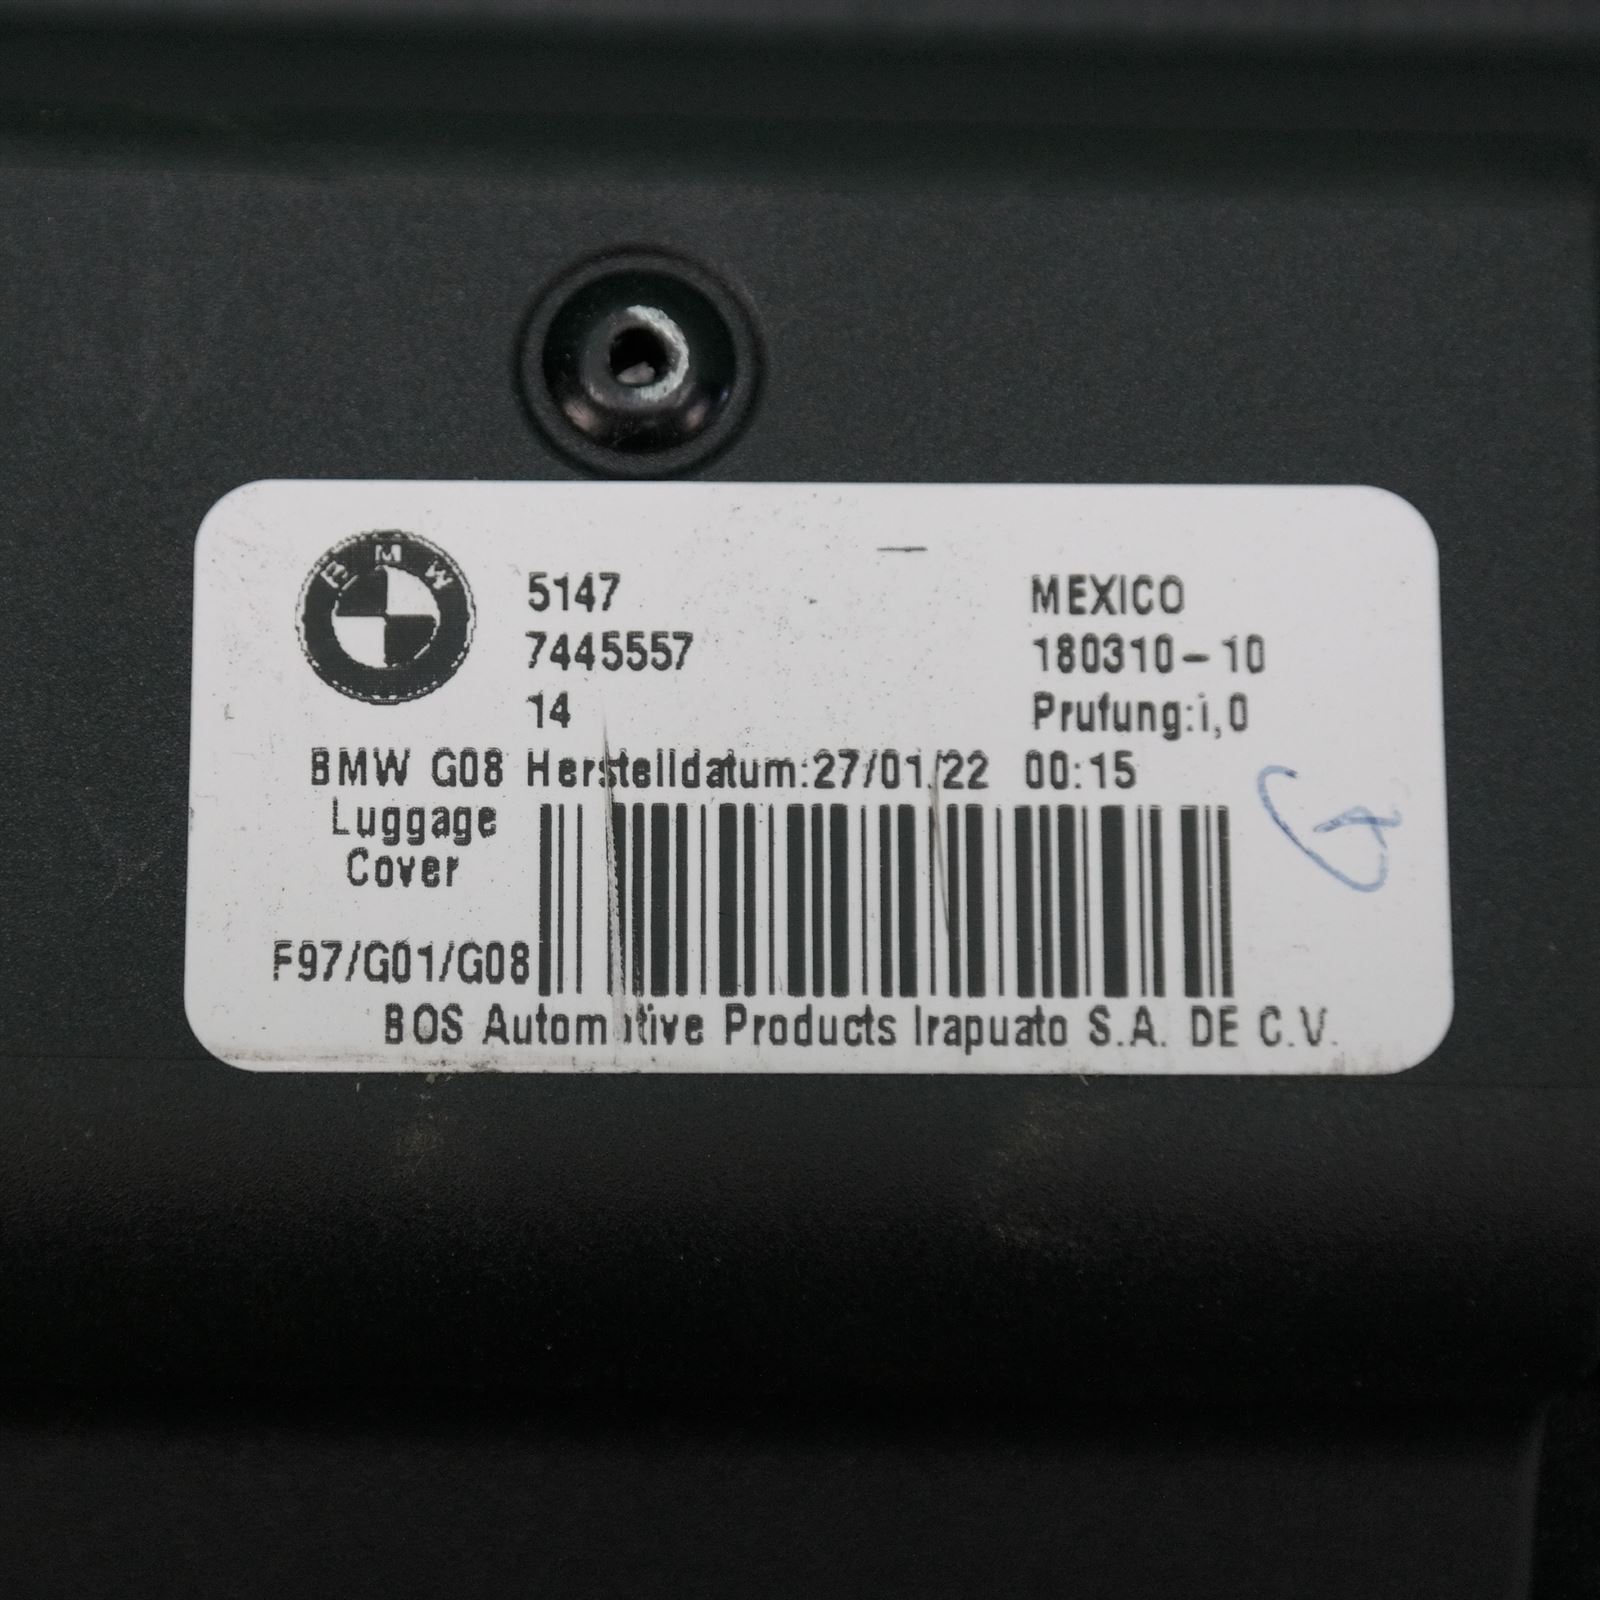 BMW
5147
MEXICO
7445557
180310-10
14
Prufung:i,0
BMW G08 Herstelldatum:27/01/22 00:15
Luggage
Cover
F97/G01/G08
BOS Automotive Products Irapuato S.A. DE C.V.